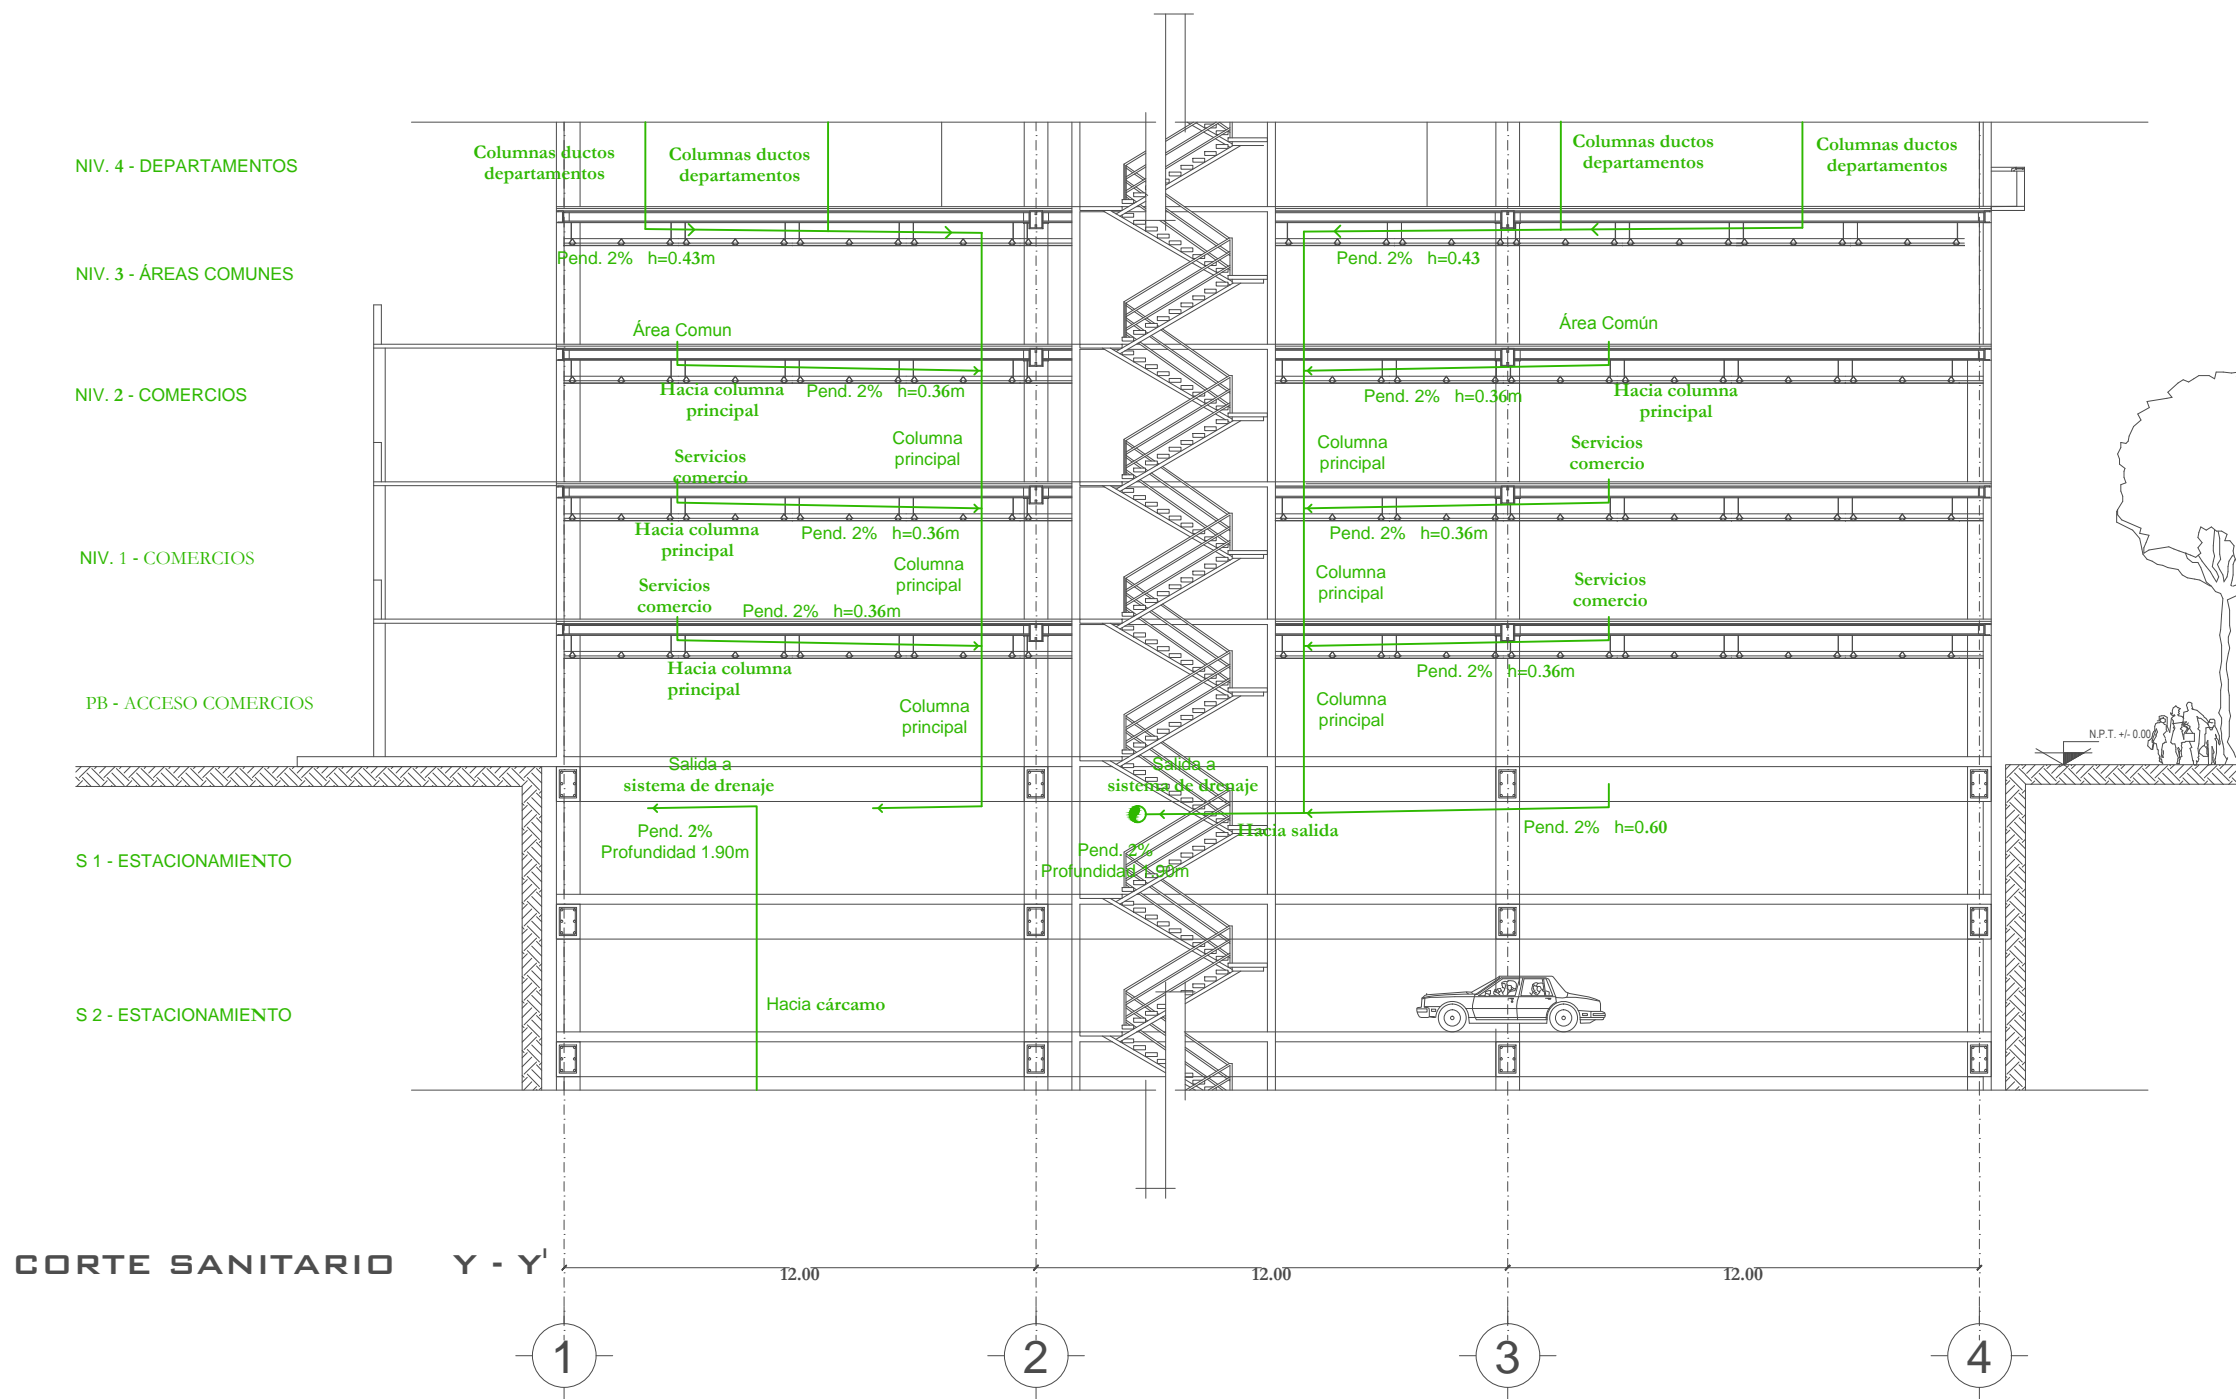 Columnas ductos
departamentos
Columnas ductos
departamentos
Columnas ductos
departamentos
Columnas ductos
departamentos
NIV. 4 - DEPARTAMENTOS
Pend. 2%   h=0.43m
Pend. 2%   h=0.43
NIV. 3 - ÁREAS COMUNES
Área Comun
Área Común
NIV. 2 - COMERCIOS
Hacia columna
principal
Pend. 2%   h=0.36m
Pend. 2%   h=0.36m
Hacia columna
principal
Columna
principal
Columna
principal
Servicios
comercio
Servicios
comercio
Hacia columna
principal
Pend. 2%   h=0.36m
Pend. 2%   h=0.36m
NIV. 1 - COMERCIOS
Columna
principal
Columna
principal
Servicios
comercio
Pend. 2%   h=0.36m
Servicios
comercio
Hacia columna
principal
Pend. 2%   h=0.36m
PB - ACCESO COMERCIOS
Columna
principal
Columna
principal
N.P.T. +/- 0.00
Salida a
sistema de drenaje
Salida a
sistema de drenaje
Pend. 2%
Profundidad 1.90m
Hacia salida
Pend. 2%   h=0.60
Pend. 2%
Profundidad 1.90m
S 1 - ESTACIONAMIENTO
Hacia cárcamo
S 2 - ESTACIONAMIENTO
CORTE SANITARIO   Y - Y'
12.00
12.00
12.00
1
2
3
4